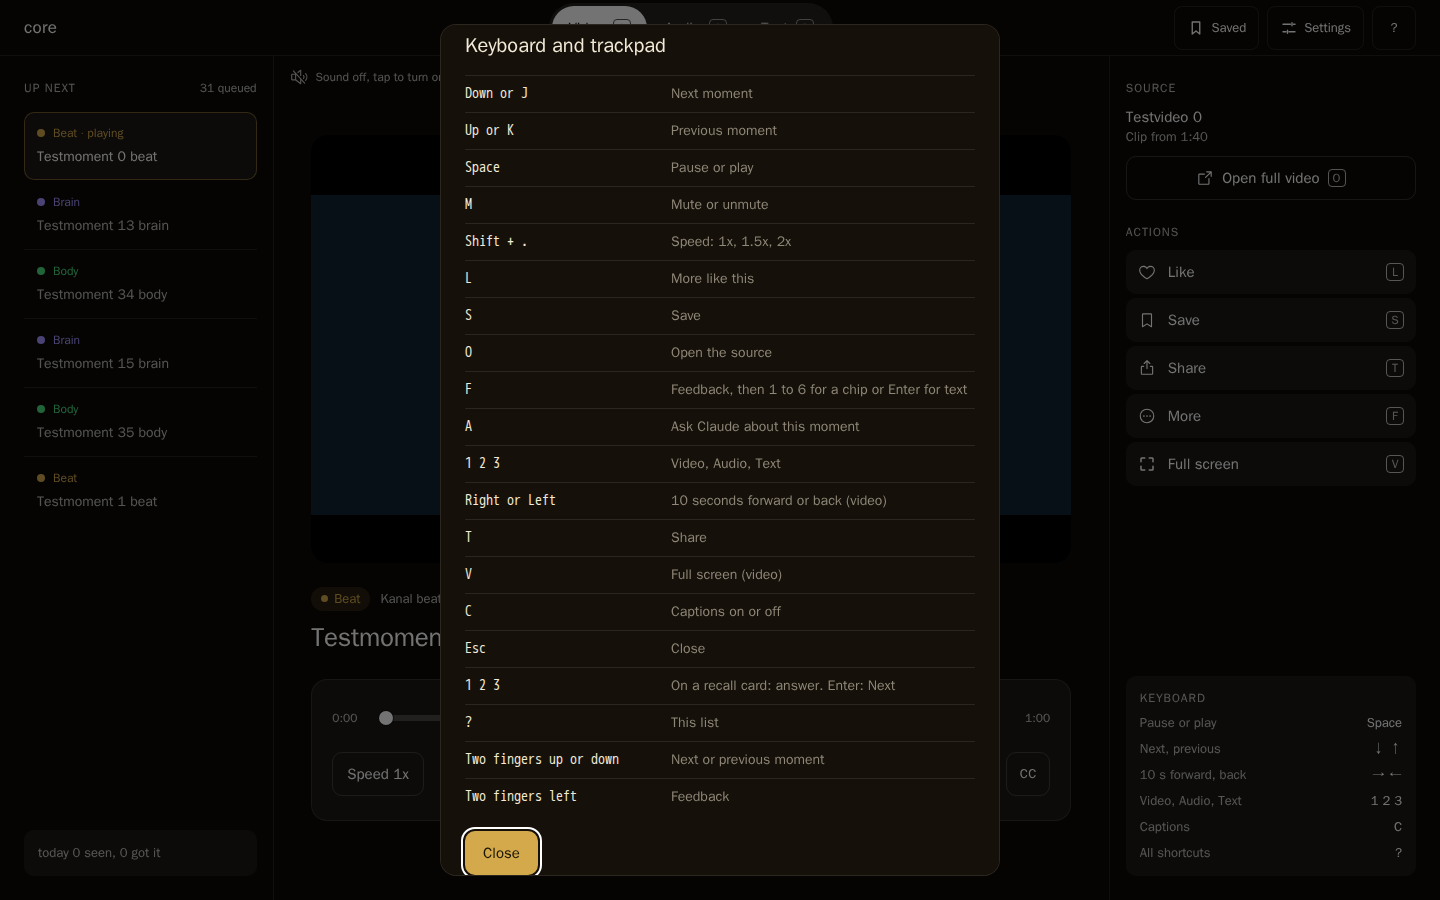 core
Saved
Settings
?
UP NEXT
31 queued
Beat · playing
Testmoment 0 beat
Brain
Testmoment 13 brain
Body
Testmoment 34 body
Brain
Testmoment 15 brain
Body
Testmoment 35 body
Beat
Testmoment 1 beat
today 0 seen, 0 got it
Sound off, tap to turn
Beat
Kanal beat
0:00
1:00
Speed 1x
CC
Keyboard and trackpad
Down or J Next moment
Up or K Previous moment
Space Pause or play
M Mute or unmute
Shift + . Speed: 1x, 1.5x, 2x
L More like this
S Save
O Open the source
F Feedback, then 1 to 6 for a chip or Enter for text
A Ask Claude about this moment
1 2 3 Video, Audio, Text
Right or Left 10 seconds forward or back (video)
T Share
V Full screen (video)
C Captions on or off
Esc Close
1 2 3 On a recall card: answer. Enter: Next
? This list
Two fingers up or down Next or previous moment
Two fingers left Feedback
Close
SOURCE
Testvideo 0
Clip from 1:40
Open full video O
ACTIONS
Like L
Save S
Share T
More F
Full screen V
KEYBOARD
Pause or play Space
Next, previous ↓ ↑
10 s forward, back → ←
Video, Audio, Text 1 2 3
Captions C
All shortcuts ?